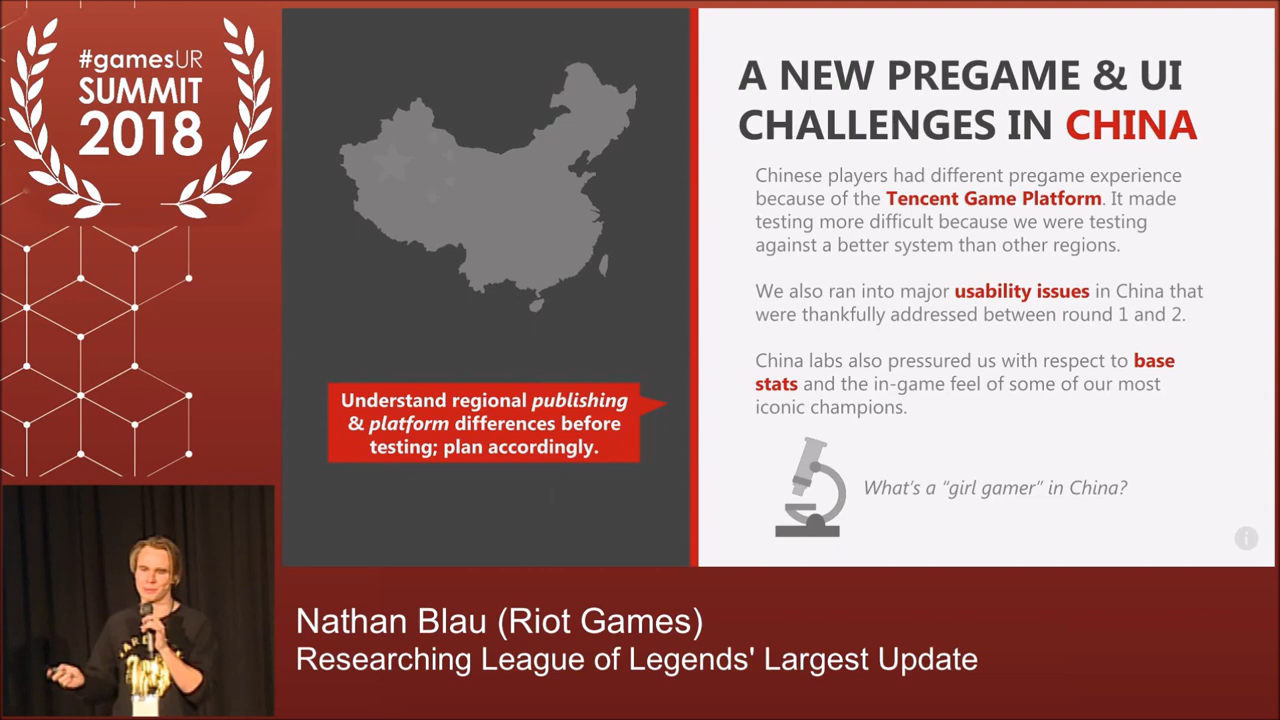 #gamesUR
SUMMIT
2018
A NEW PREGAME & UI
CHALLENGES IN CHINA
Chinese players had different pregame experience
because of the Tencent Game Platform. It made
testing more difficult because we were testing
against a better system than other regions.
We also ran into major usability issues in China that
were thankfully addressed between round 1 and 2.
China labs also pressured us with respect to base
stats and the in-game feel of some of our most
iconic champions.
Understand regional publishing
& platform differences before
testing; plan accordingly.
What's a "girl gamer" in China?
i
Nathan Blau (Riot Games)
Researching League of Legends' Largest Update